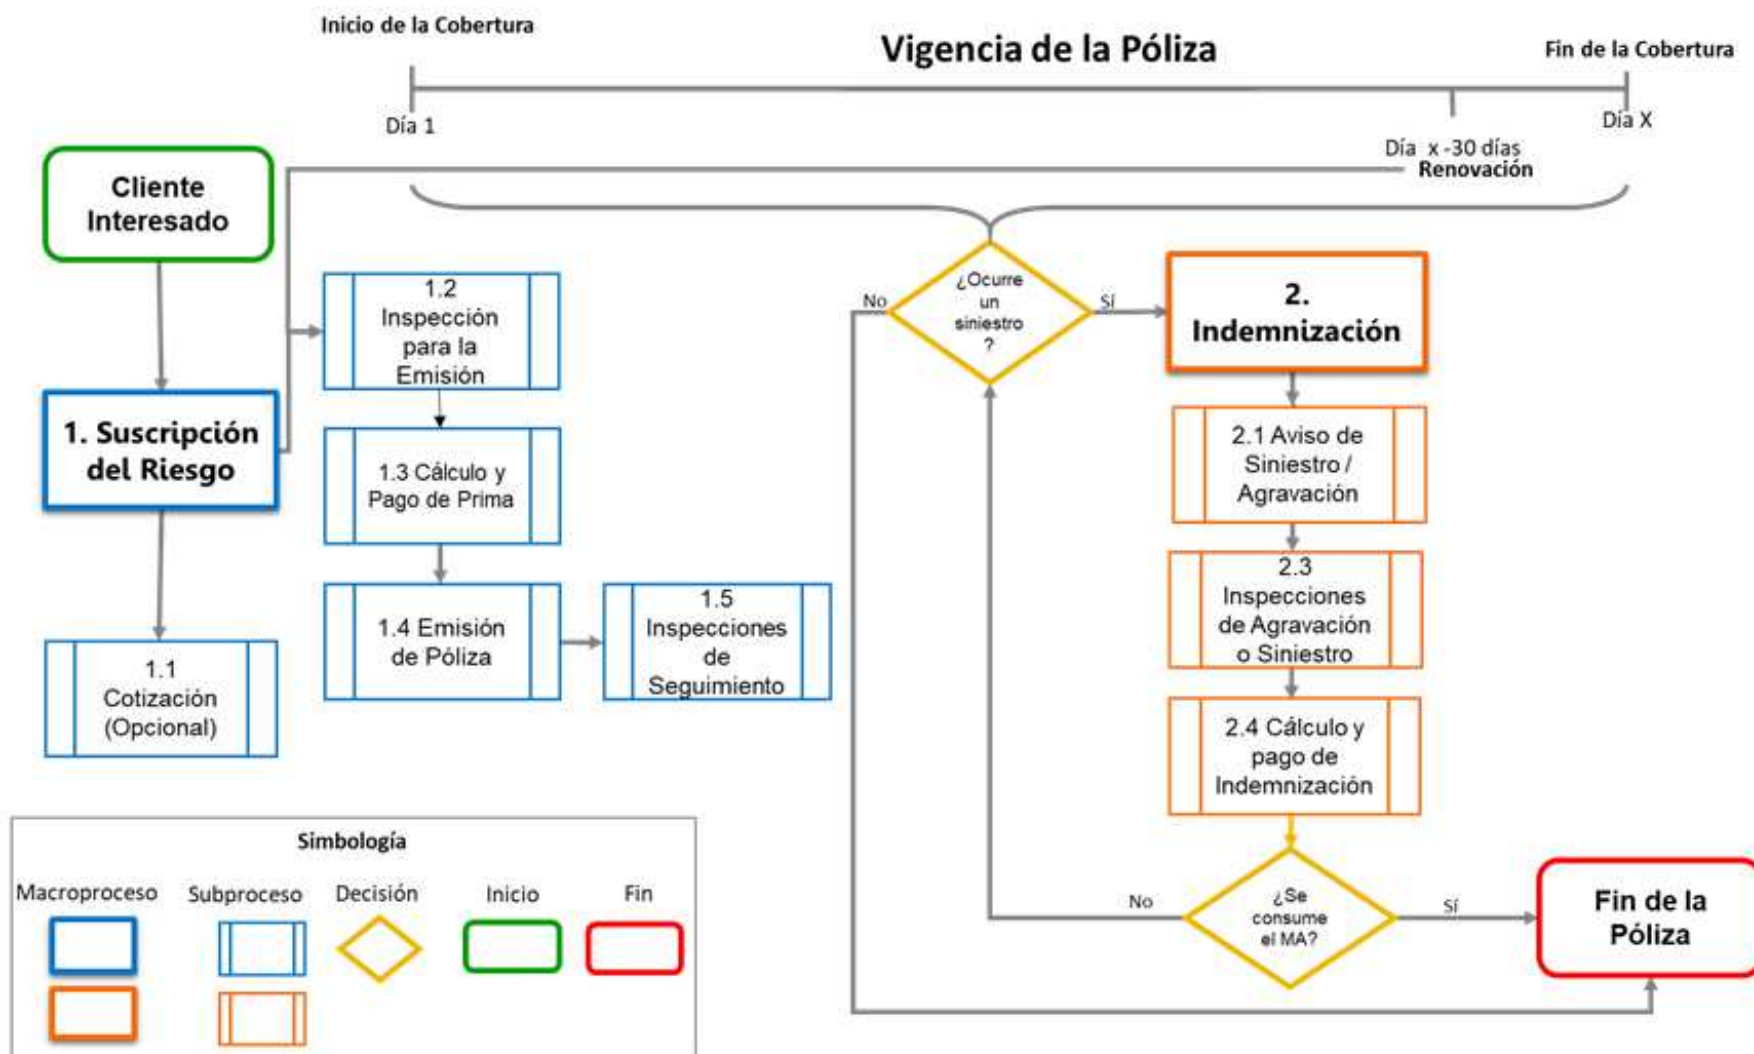 Inicio de la Cobertura
Vigencia de la Póliza
Fin de la Cobertura
Día 1
Día X
Día x -30 días
Renovación
Cliente
Interesado
1. Suscripción
del Riesgo
1.1
Cotización
(Opcional)
1.2
Inspección
para la
Emisión
1.3 Cálculo y
Pago de Prima
1.4 Emisión
de Póliza
1.5
Inspecciones
de
Seguimiento
¿Ocurre
un
siniestro
?
No
Sí
2.
Indemnización
2.1 Aviso de
Siniestro /
Agravación
2.3
Inspecciones
de Agravación
o Siniestro
2.4 Cálculo y
pago de
Indemnización
¿Se
consume
el MA?
No
Sí
Fin de la
Póliza
Simbología
Macroproceso
Subproceso
Decisión
Inicio
Fin